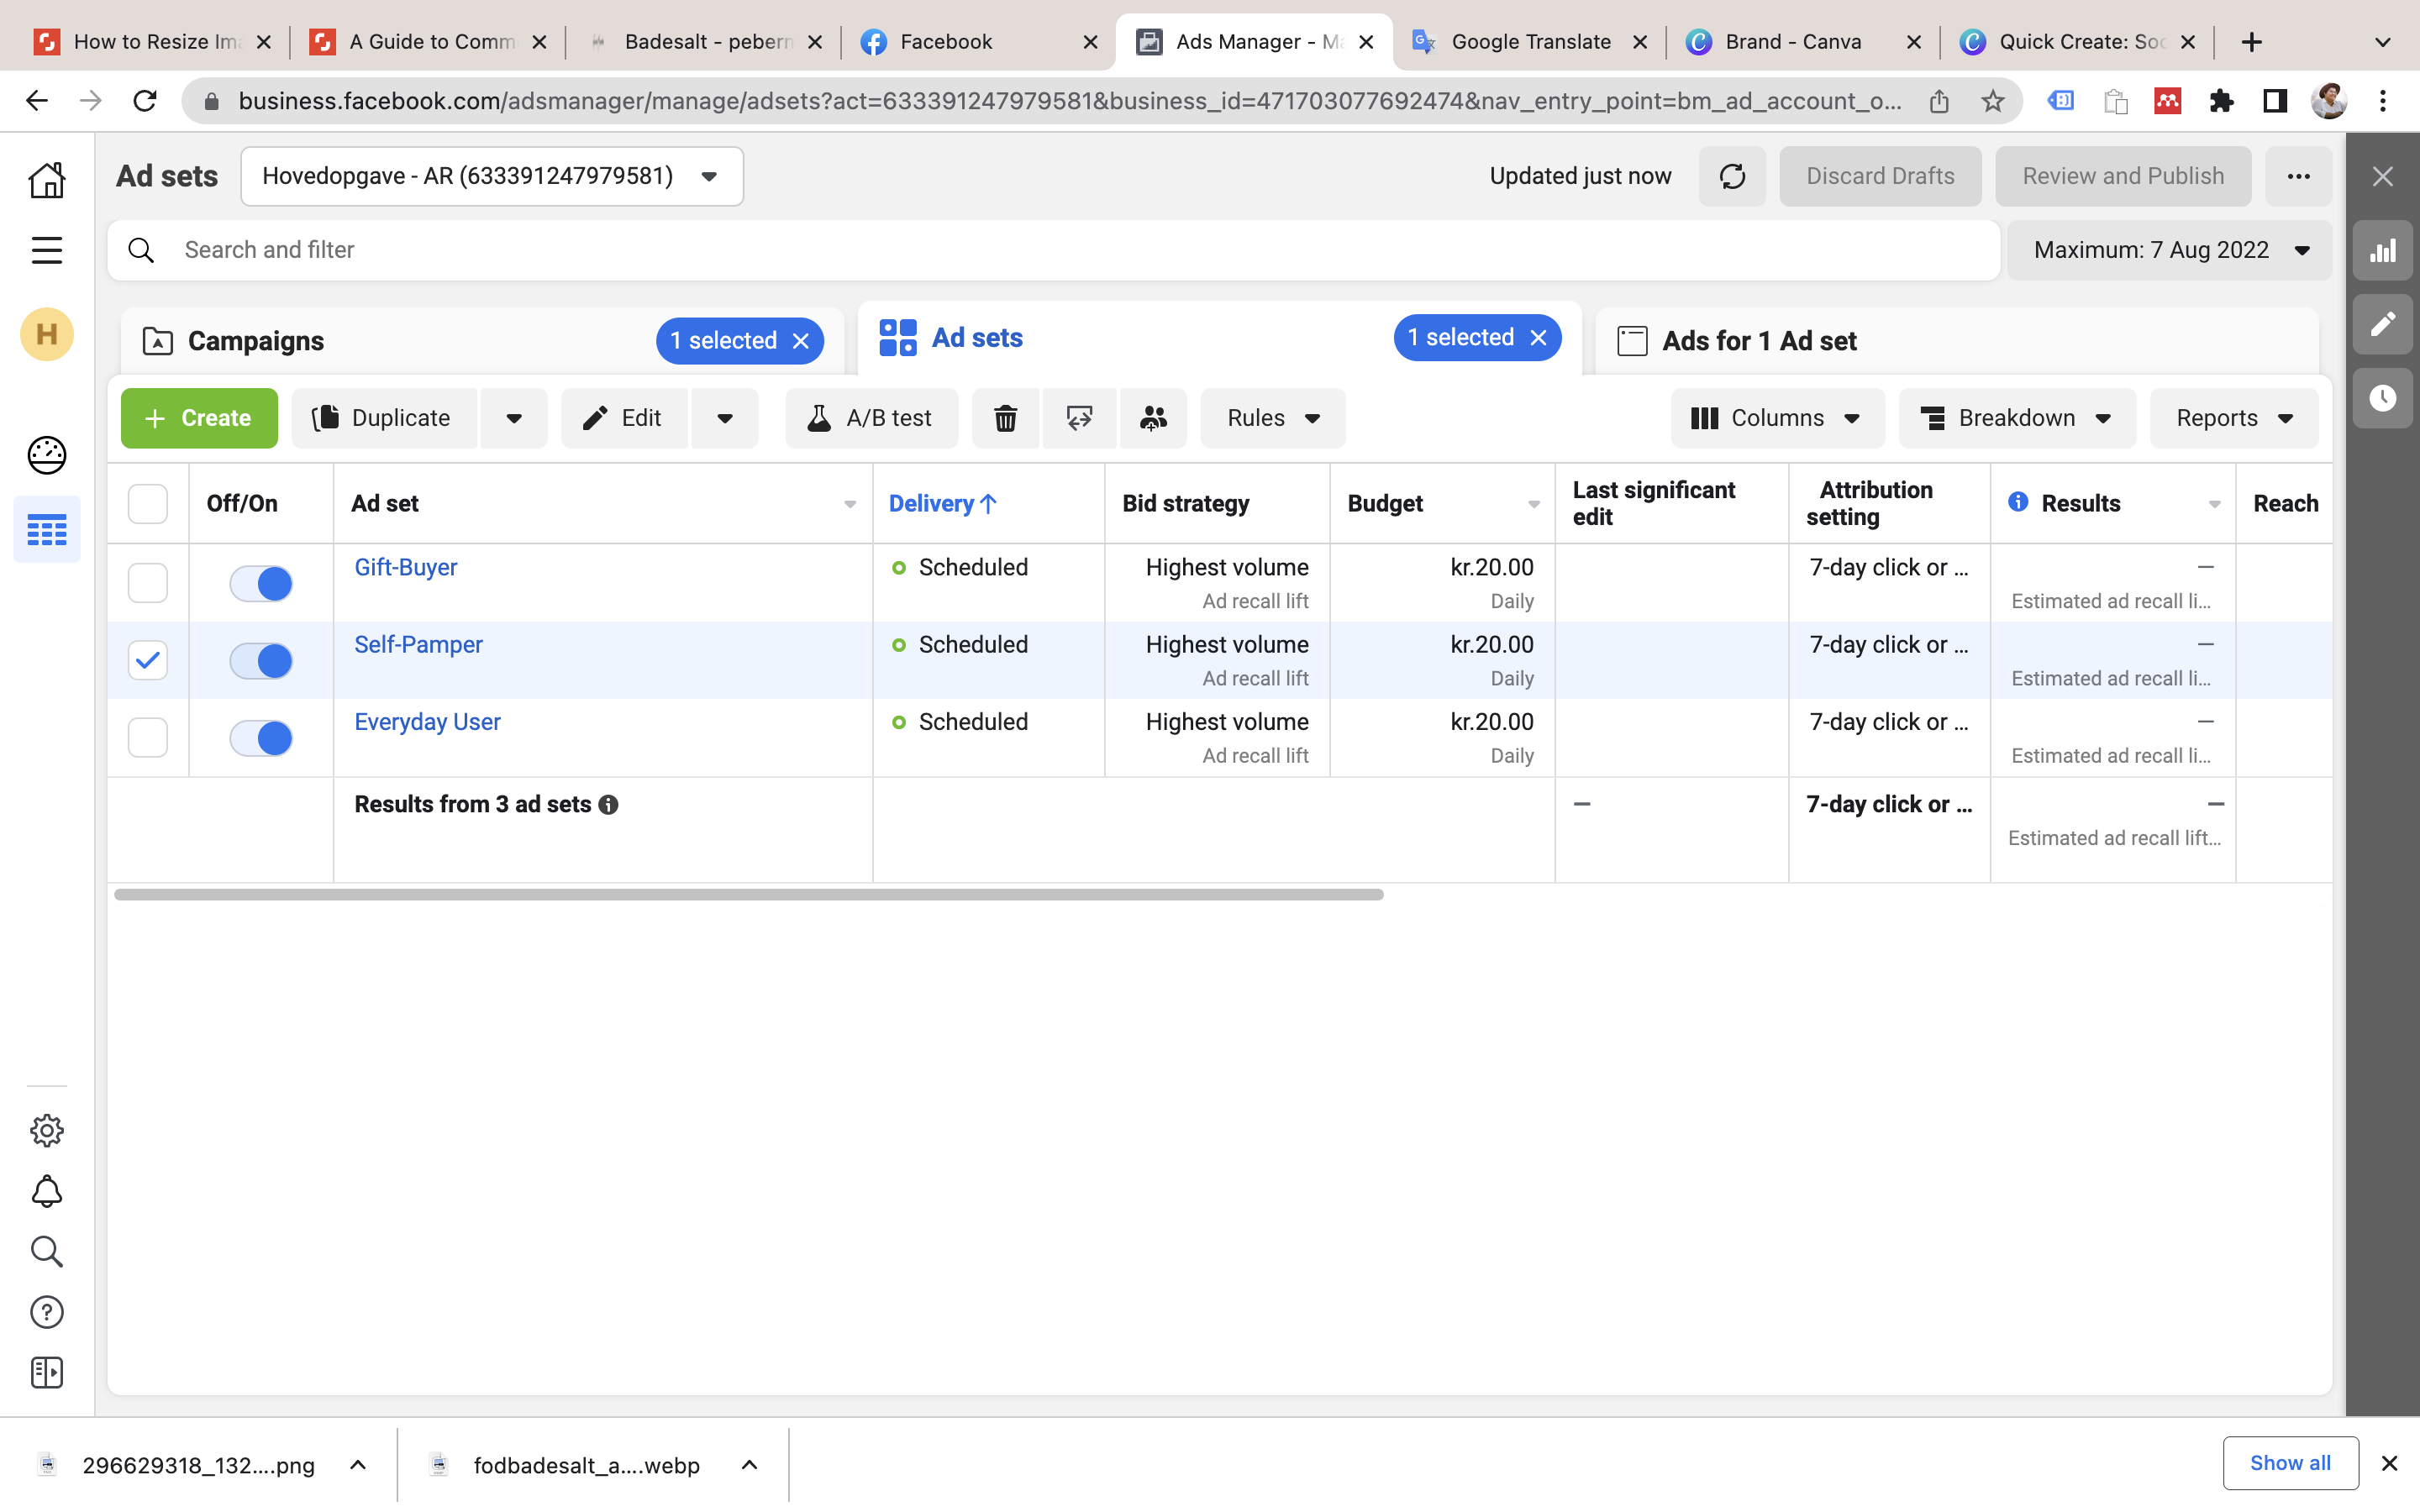 How to Resize Im
A Guide to Comm
Badesalt - pebern
Facebook
Ads Manager - M
Google Translate
Brand - Canva
Quick Create: Soc
business.facebook.com/adsmanager/manage/adsets?act=633391247979581&business_id=471703077692474&nav_entry_point=bm_ad_account_o...
Ad sets
Hovedopgave - AR (633391247979581)
Updated just now
Discard Drafts
Review and Publish
Search and filter
Maximum: 7 Aug 2022
H
Campaigns
1 selected
Ad sets
1 selected
Ads for 1 Ad set
+ Create
Duplicate
Edit
A/B test
Rules
Columns
Breakdown
Reports
Off/On
Ad set
Delivery ↑
Bid strategy
Budget
Last significant edit
Attribution setting
Results
Reach
Gift-Buyer
Scheduled
Highest volume
Ad recall lift
kr.20.00
Daily
7-day click or ...
—
Estimated ad recall li...
Self-Pamper
Scheduled
Highest volume
Ad recall lift
kr.20.00
Daily
7-day click or ...
—
Estimated ad recall li...
Everyday User
Scheduled
Highest volume
Ad recall lift
kr.20.00
Daily
7-day click or ...
—
Estimated ad recall li...
Results from 3 ad sets
—
7-day click or ...
—
Estimated ad recall lift...
296629318_132....png
fodbadesalt_a....webp
Show all